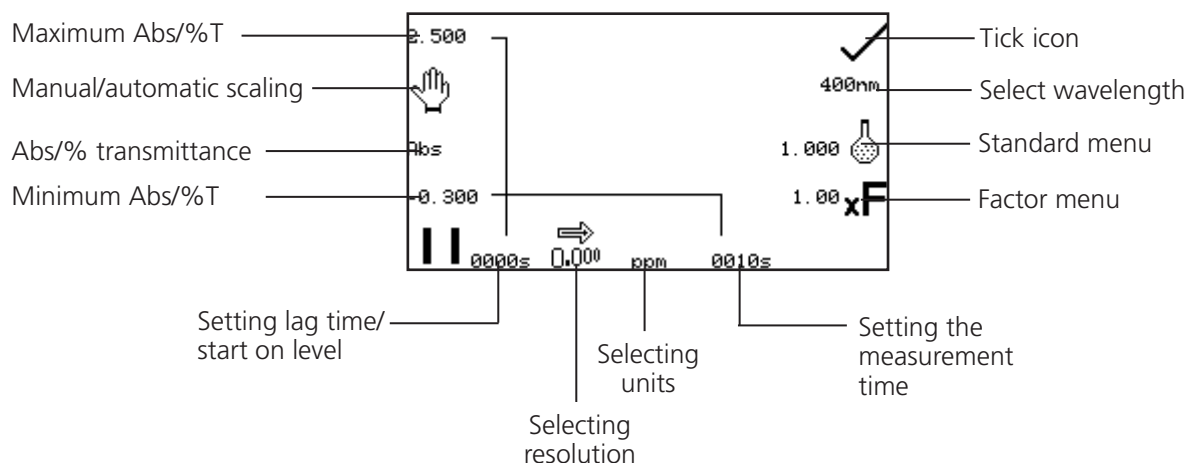 Maximum Abs/%T
Manual/automatic scaling
Abs/% transmittance
Minimum Abs/%T
.500
Abs
-0.300
0000s
0.000
ppm
0010s
400nm
1.000
1.00 xF
Tick icon
Select wavelength
Standard menu
Factor menu
Setting lag time/
start on level
Selecting
resolution
Selecting
units
Setting the
measurement
time